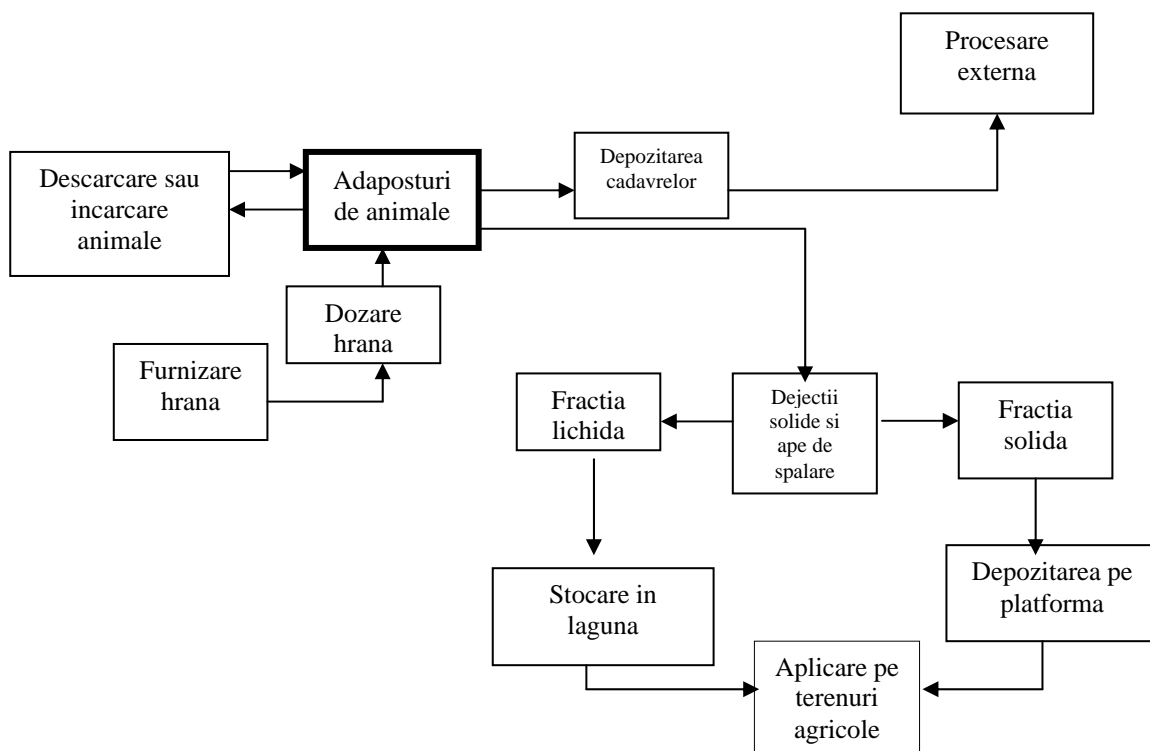 Procesare
externa
Descarcare sau
incarcare
animale
Adaposturi
de animale
Depozitarea
cadavrelor
Dozare
hrana
Furnizare
hrana
Fractia
lichida
Dejectii
solide si
ape de
spalare
Fractia
solida
Stocare in
laguna
Depozitarea pe
platforma
Aplicare pe
terenuri
agricole